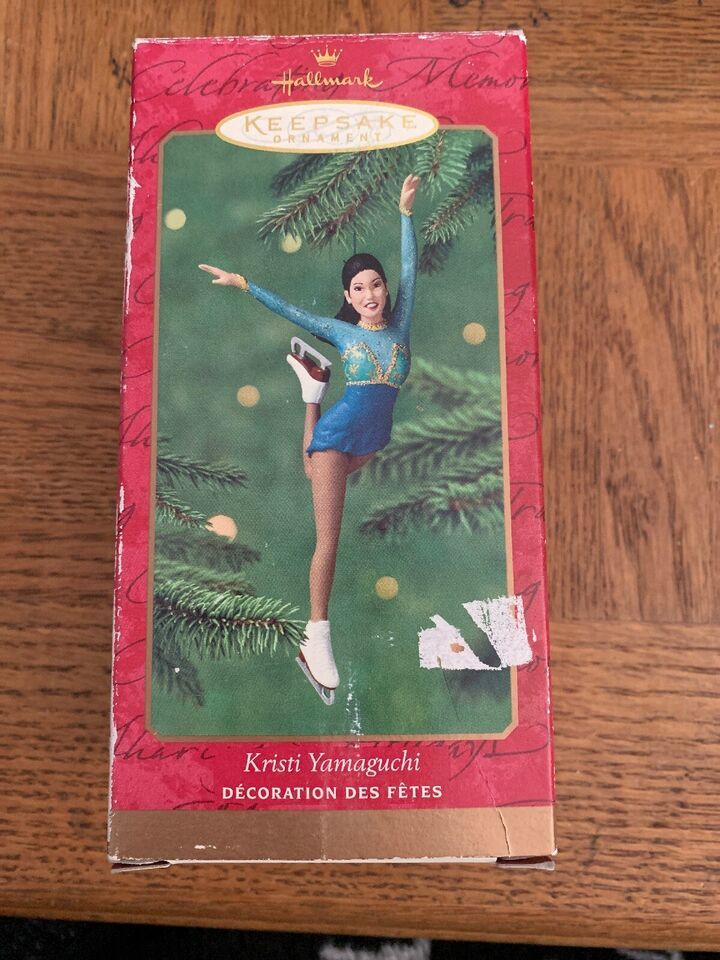 Hallmark
KEEPSAKE
ORNAMENT
Kristi Yamaguchi
DÉCORATION DES FÊTES